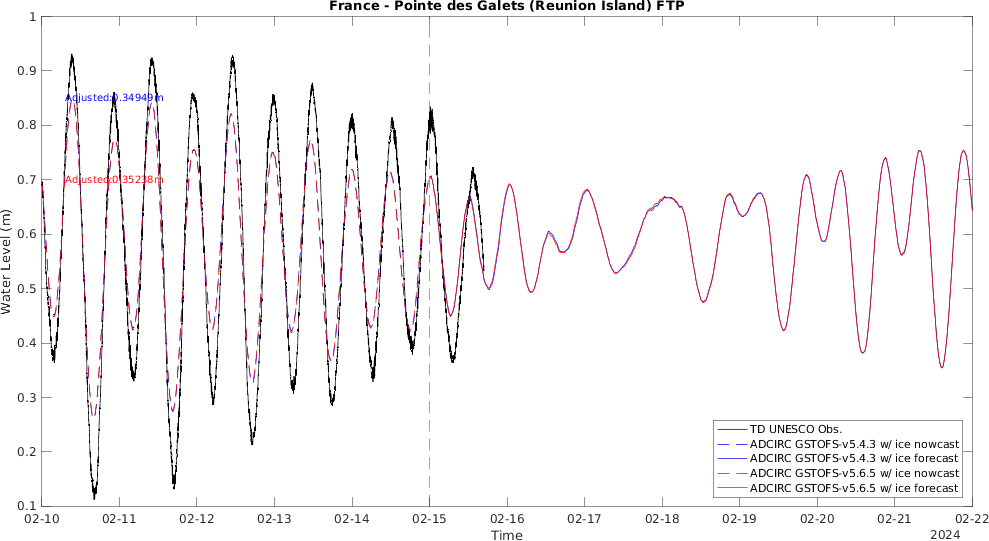 France - Pointe des Galets (Reunion Island) FTP
1
0.9
0.8
0.7
0.6
0.5
0.4
0.3
0.2
0.1
Water Level (m)
Adjusted:0.34949m
Adjusted:0.35238m
TD UNESCO Obs.
ADCIRC GSTOFS-v5.4.3 w/ ice nowcast
ADCIRC GSTOFS-v5.4.3 w/ ice forecast
ADCIRC GSTOFS-v5.6.5 w/ ice nowcast
ADCIRC GSTOFS-v5.6.5 w/ ice forecast
02-10 02-11 02-12 02-13 02-14 02-15 02-16 02-17 02-18 02-19 02-20 02-21 02-22
Time
2024